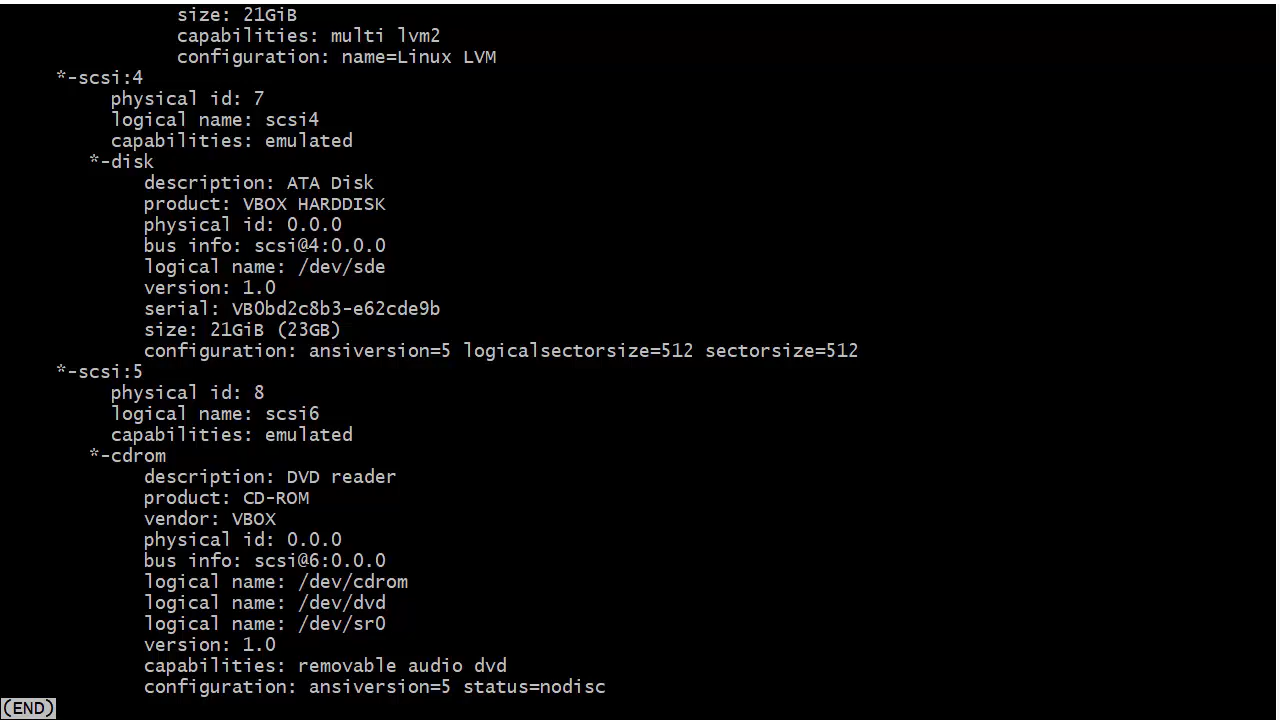 size: 21GiB
capabilities: multi lvm2
configuration: name=Linux LVM
*-scsi:4
physical id: 7
logical name: scsi4
capabilities: emulated
*-disk
description: ATA Disk
product: VBOX HARDDISK
physical id: 0.0.0
bus info: scsi@4:0.0.0
logical name: /dev/sde
version: 1.0
serial: VB0bd2c8b3-e62cde9b
size: 21GiB (23GB)
configuration: ansiversion=5 logicalsectorsize=512 sectorsize=512
*-scsi:5
physical id: 8
logical name: scsi6
capabilities: emulated
*-cdrom
description: DVD reader
product: CD-ROM
vendor: VBOX
physical id: 0.0.0
bus info: scsi@6:0.0.0
logical name: /dev/cdrom
logical name: /dev/dvd
logical name: /dev/sr0
version: 1.0
capabilities: removable audio dvd
configuration: ansiversion=5 status=nodisc
(END)